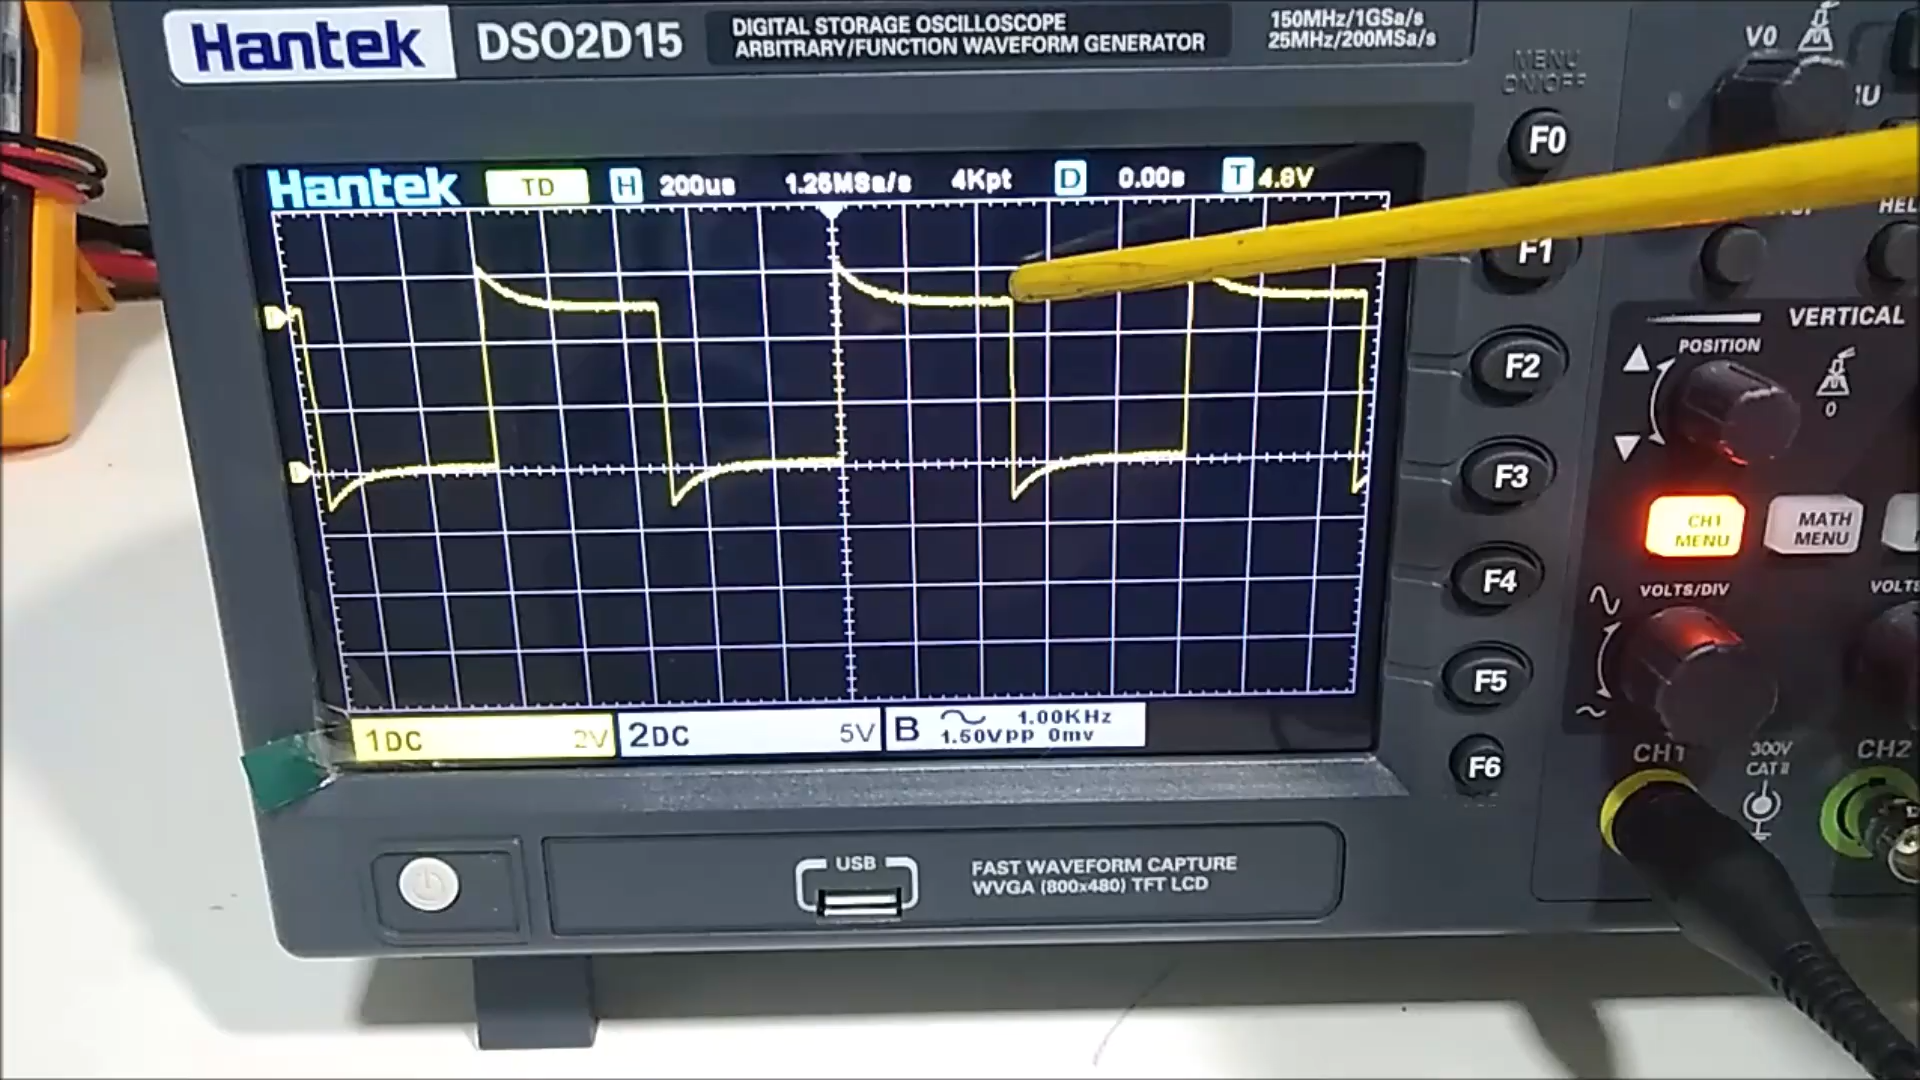 Hantek DSO2D15
DIGITAL STORAGE OSCILLOSCOPE
ARBITRARY/FUNCTION WAVEFORM GENERATOR
150MHz/1GSa/s
25MHz/200MSa/s
MENU
ON/OFF
V0
F0
Hantek TD H 200us 1.25MSa/s 4Kpt D 0.00s T 4.8V
F1
VERTICAL
POSITION
F2
0
F3
CH1
MENU
MATH
MENU
F4
VOLTS/DIV
F5
1DC 2V 2DC 5V B 1.00KHz
1.50Vpp 0mv
F6
CH1
300V
CAT II
CH2
USB
FAST WAVEFORM CAPTURE
WVGA (800x480) TFT LCD